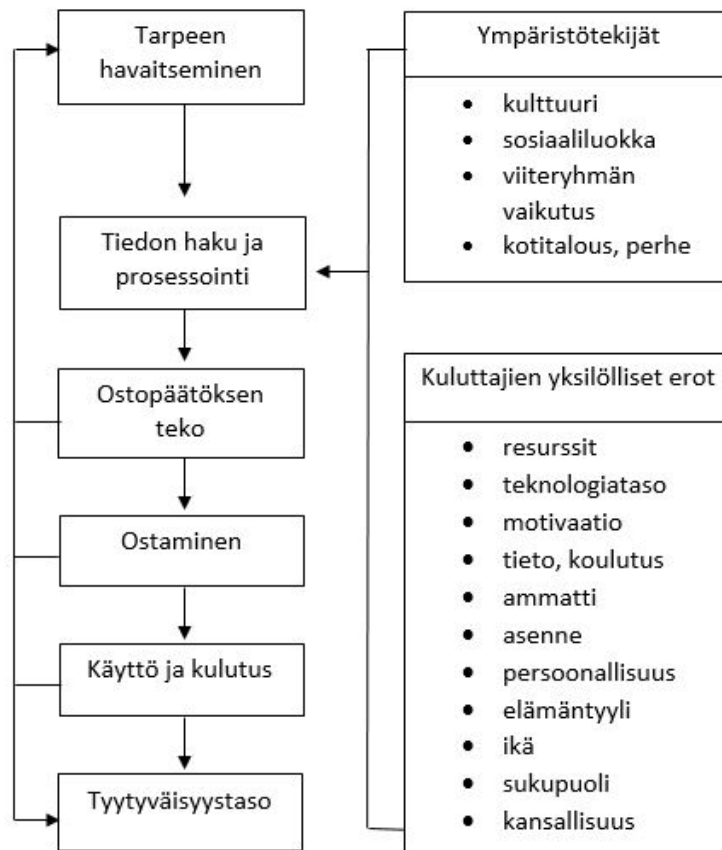 Tarpeen
havaitseminen
Tiedon haku ja
prosessointi
Ostopäätöksen
teko
Ostaminen
Käyttö ja kulutus
Tyytyväisyystaso
Ympäristötekijät
• kulttuuri
• sosiaaliluokka
• viiteryhmän
vaikutus
• kotitalous, perhe
Kuluttajien yksilölliset erot
• resurssit
• teknologiataso
• motivaatio
• tieto, koulutus
• ammatti
• asenne
• persoonallisuus
• elämäntyyli
• ikä
• sukupuoli
• kansallisuus